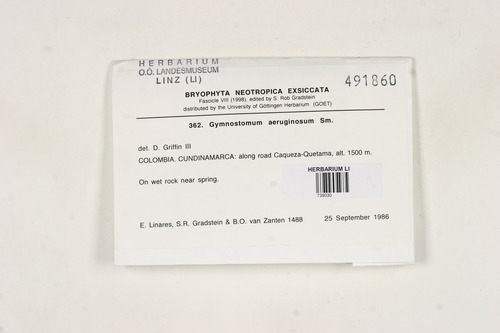 HERBARIUM
O.Ö. LANDESMUSEUM
LINZ (LI)
491860
BRYOPHYTA NEOTROPICA EXSICCATA
Fascicle VIII (1998), edited by S. Rob Gradstein
distributed by the University of Göttingen Herbarium (GOET)
362. Gymnostomum aeruginosum Sm.
det. D. Griffin III
COLOMBIA. CUNDINAMARCA: along road Caqueza-Quetama, alt. 1500 m.
On wet rock near spring.
HERBARIUM LI
739030
E. Linares, S.R. Gradstein & B.O. van Zanten 1488 25 September 1986